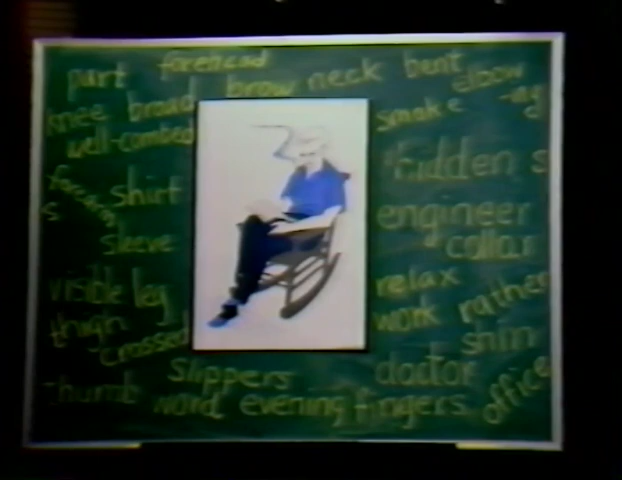 part forehead brow neck bent elbow
knee broad smoke -ing
well-combed
hidden s
shirt
s engineer
sleeve collar
visible leg relax
thigh work rather
crossed shin
slippers doctor
thumb word evening fingers office